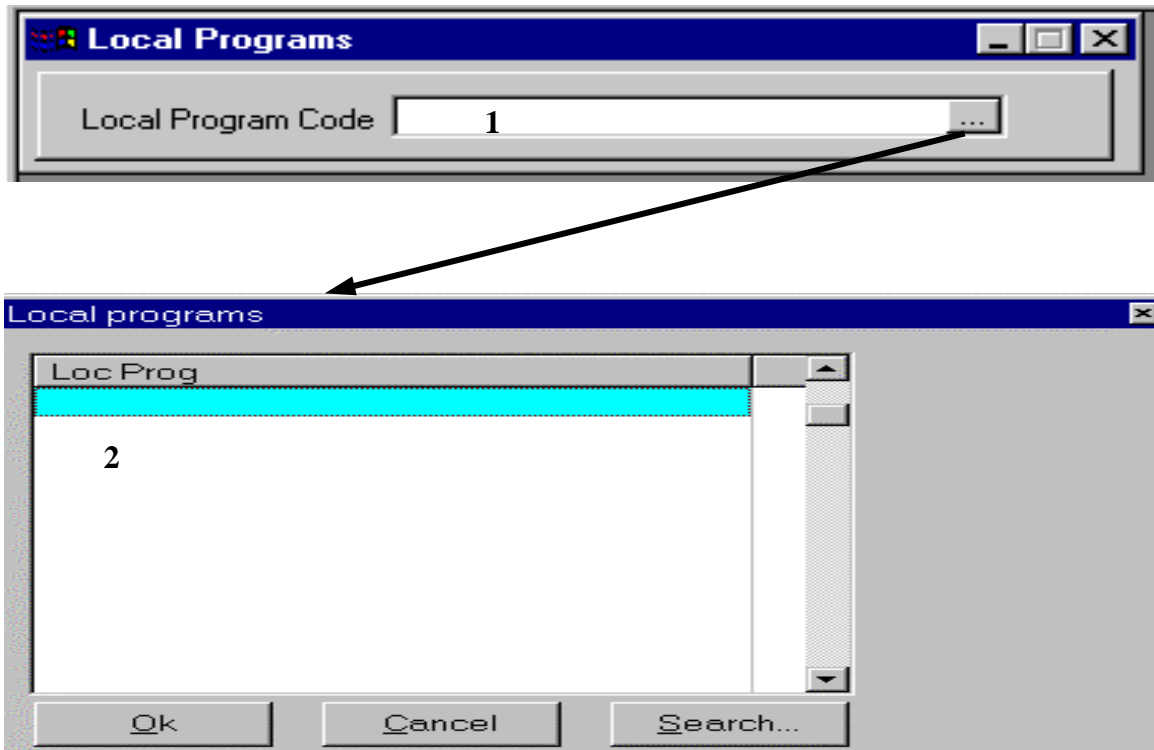 Local Programs
Local Program Code 1 ...
Local programs
Loc Prog
2
Ok Cancel Search...